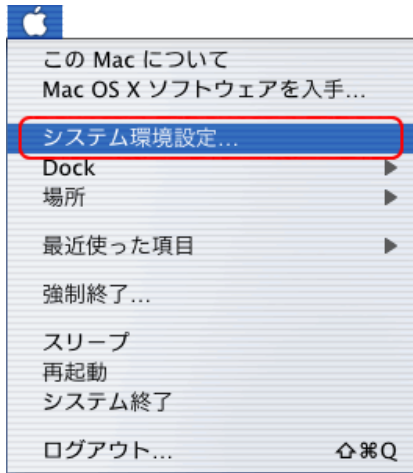 この Mac について
Mac OS X ソフトウェアを入手...
システム環境設定...
Dock
場所
最近使った項目
強制終了...
スリープ
再起動
システム終了
ログアウト... ⇧⌘Q